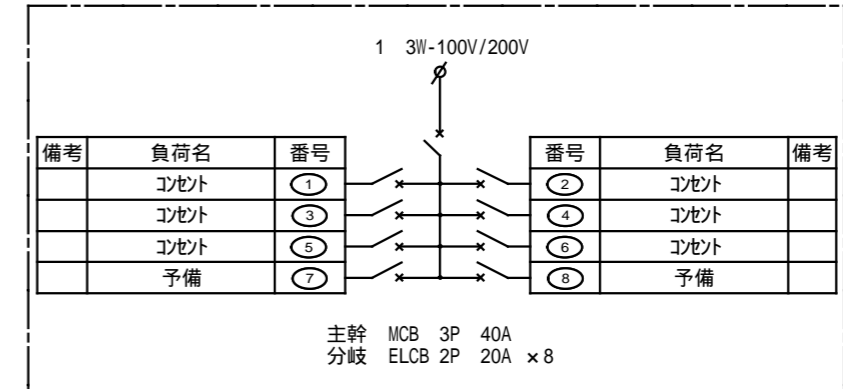 1 3W-100V/200V
備考 負荷名 番号 番号 負荷名 備考
コンセント 1 2 コンセント
コンセント 3 4 コンセント
コンセント 5 6 コンセント
予備 7 8 予備
主幹 MCB 3P 40A
分岐 ELCB 2P 20A ×8